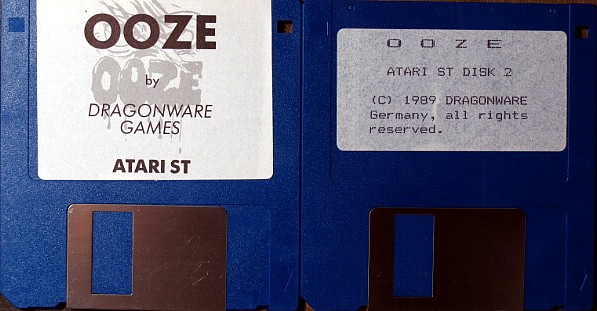 OOZE
OOZE
by
DRAGONWARE
GAMES
ATARI ST
O O Z E
ATARI ST DISK 2
(C) 1989 DRAGONWARE
Germany, all rights
reserved.